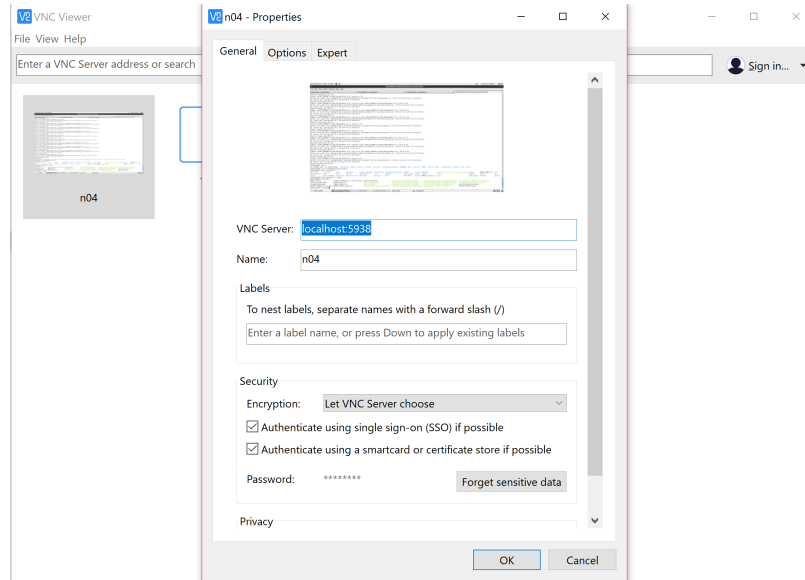 VNC Viewer
File View Help
Enter a VNC Server address or search
Sign in...
n04
n04 - Properties
General Options Expert
VNC Server: localhost:5938
Name: n04
Labels
To nest labels, separate names with a forward slash (/)
Enter a label name, or press Down to apply existing labels
Security
Encryption: Let VNC Server choose
Authenticate using single sign-on (SSO) if possible
Authenticate using a smartcard or certificate store if possible
Password: ********
Forget sensitive data
Privacy
OK Cancel